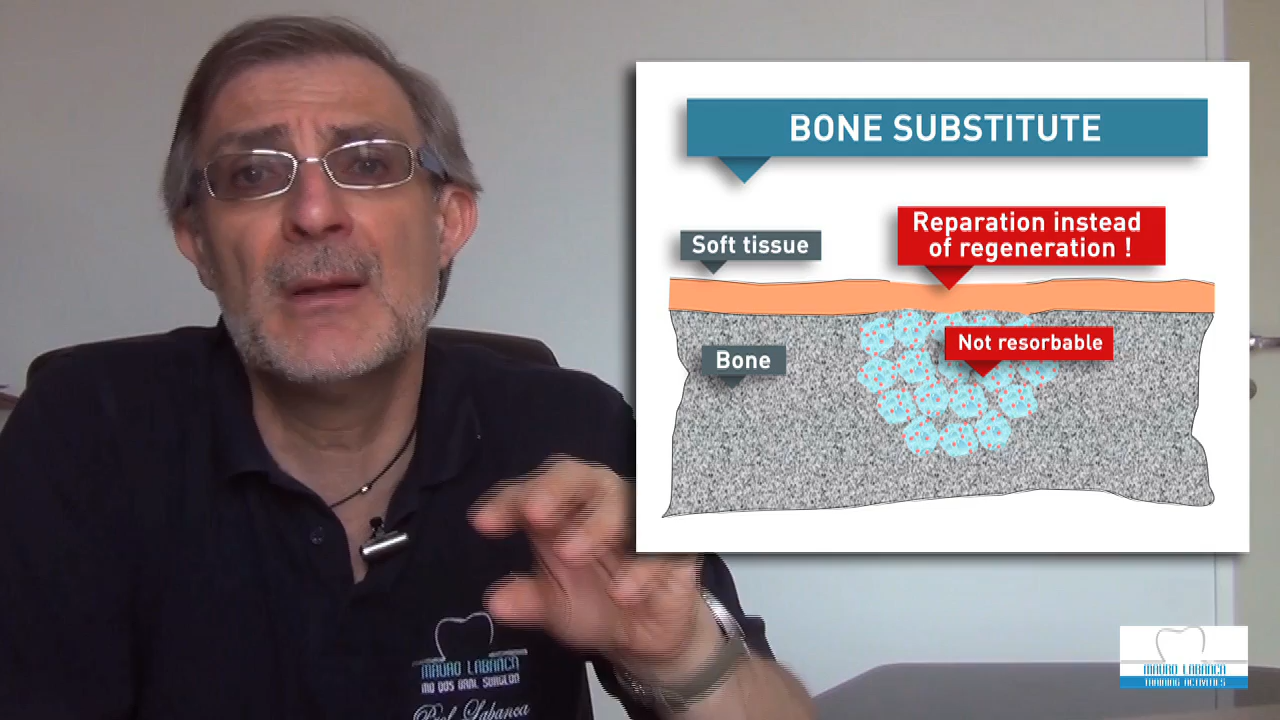 BONE SUBSTITUTE
Reparation instead
of regeneration !
Soft tissue
Not resorbable
Bone
MAURO LABANCA
MD DDS ORAL SURGEON
Prof. Labanca
MAURO LABANCA
TRAINING ACTIVITIES